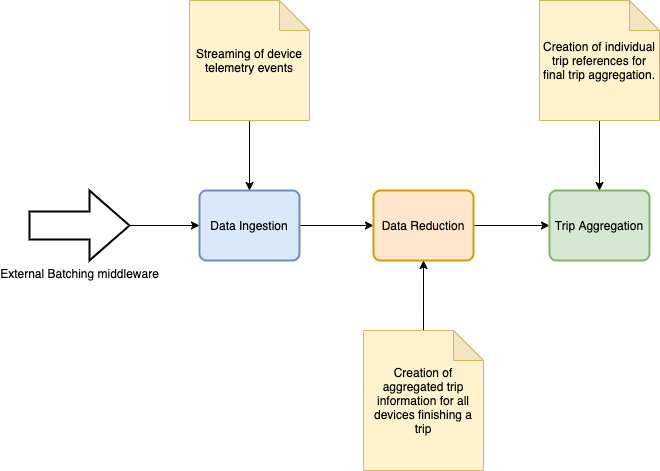 Streaming of device
telemetry events
Creation of individual
trip references for
final trip aggregation.
External Batching middleware
Data Ingestion
Data Reduction
Trip Aggregation
Creation of
aggregated trip
information for all
devices finishing a
trip